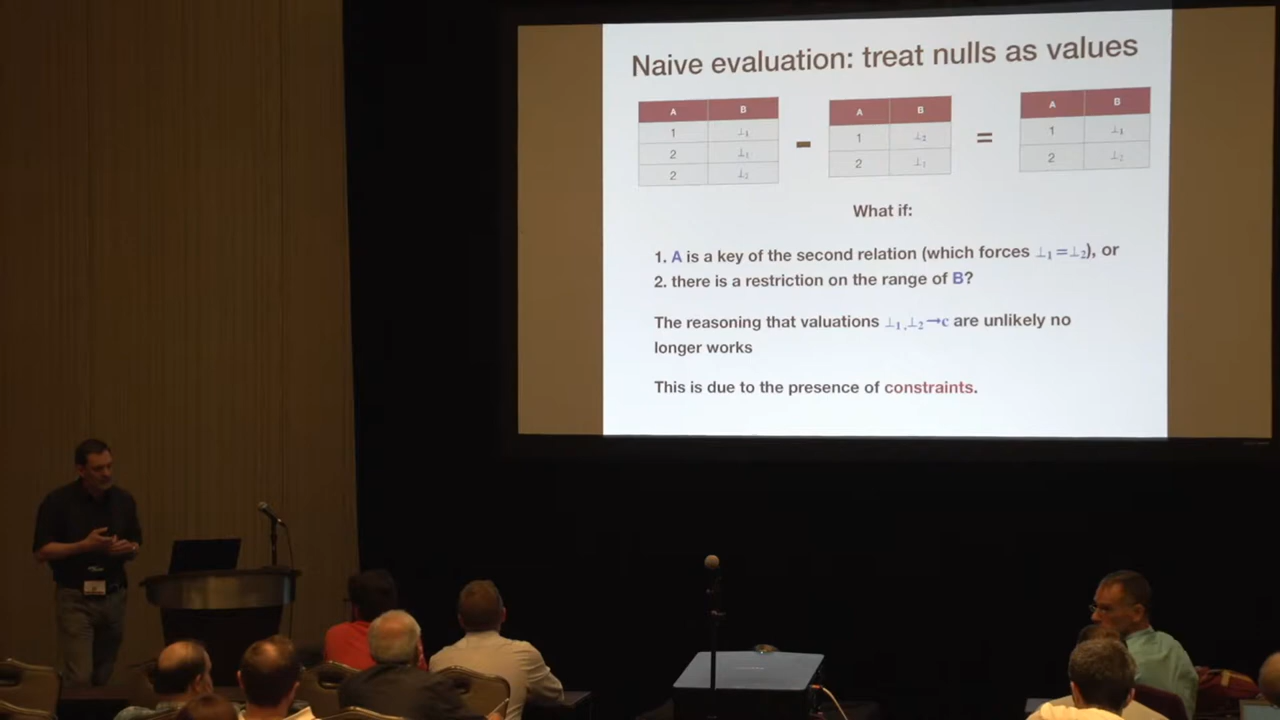 Naive evaluation: treat nulls as values
A B A B A B
1 ⊥₁ 1 ⊥₂ 1 ⊥₁
2 ⊥₁ 2 ⊥₁ 2 ⊥₂
2
− =
What if:
1. A is a key of the second relation (which forces ⊥₁=⊥₂), or
2. there is a restriction on the range of B?
The reasoning that valuations ⊥₁,⊥₂→c are unlikely no
longer works
This is due to the presence of constraints.